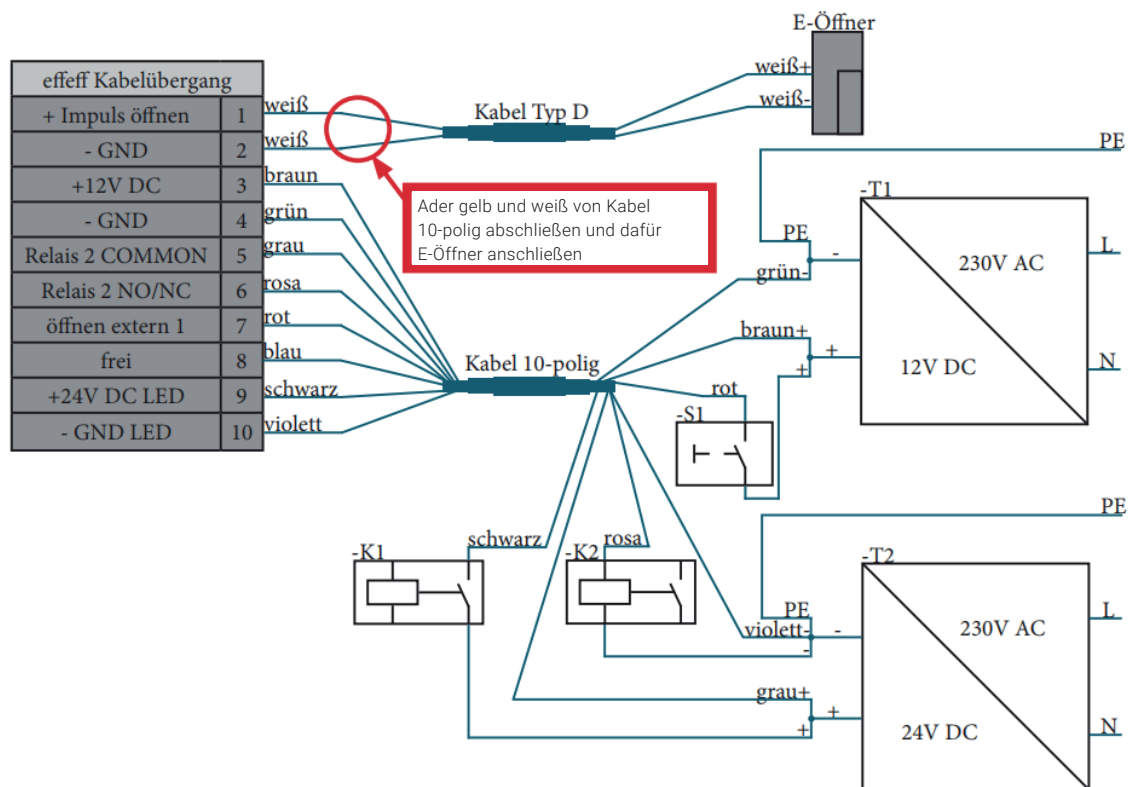 E-Öffner
effeff Kabelübergang
+ Impuls öffnen 1 weiß
- GND 2 weiß
+12V DC 3 braun
- GND 4 grün
Relais 2 COMMON 5 grau
Relais 2 NO/NC 6 rosa
öffnen extern 1 7 rot
frei 8 blau
+24V DC LED 9 schwarz
- GND LED 10 violett
Kabel Typ D
weiß+
weiß-
Ader gelb und weiß von Kabel
10-polig abschließen und dafür
E-Öffner anschließen
Kabel 10-polig
PE
-T1
PE
-
grün-
230V AC
L
braun+
+
+
12V DC
N
rot
-S1
schwarz
-K1
rosa
-K2
PE
-T2
PE
violett-
-
-
230V AC
L
grau+
+
+
24V DC
N